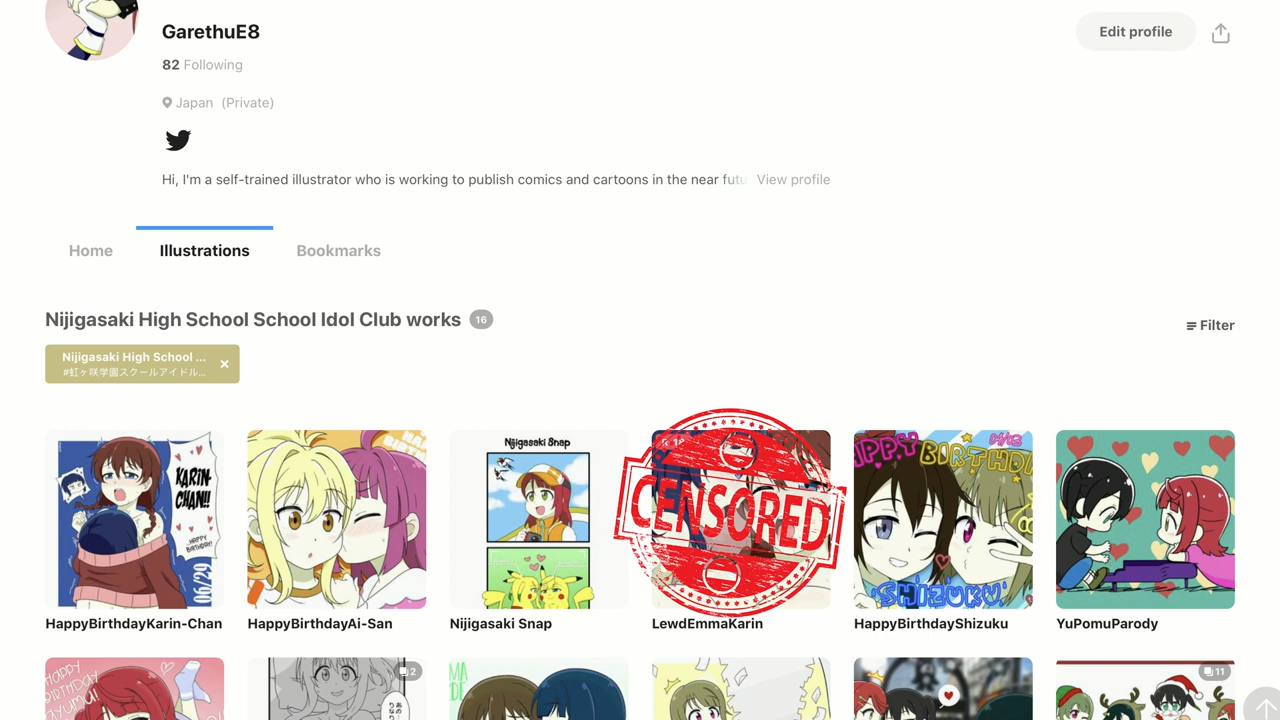 GarethuE8
Edit profile
82 Following
Japan (Private)
Hi, I'm a self-trained illustrator who is working to publish comics and cartoons in the near futu View profile
Home Illustrations Bookmarks
Nijigasaki High School School Idol Club works 16
Filter
Nijigasaki High School ...
#虹ヶ咲学園スクールアイドル...
KARIN-
CHAN!!
...HAPPY
BIRTHDAY!
06/29
Nijigasaki Snap
CENSORED
HAPPY BIRTHDA
SHIZUKU
HappyBirthdayKarin-Chan
HappyBirthdayAi-San
Nijigasaki Snap
LewdEmmaKarin
HappyBirthdayShizuku
YuPomuParody
HAPPY
BIRTHDAY
2
11